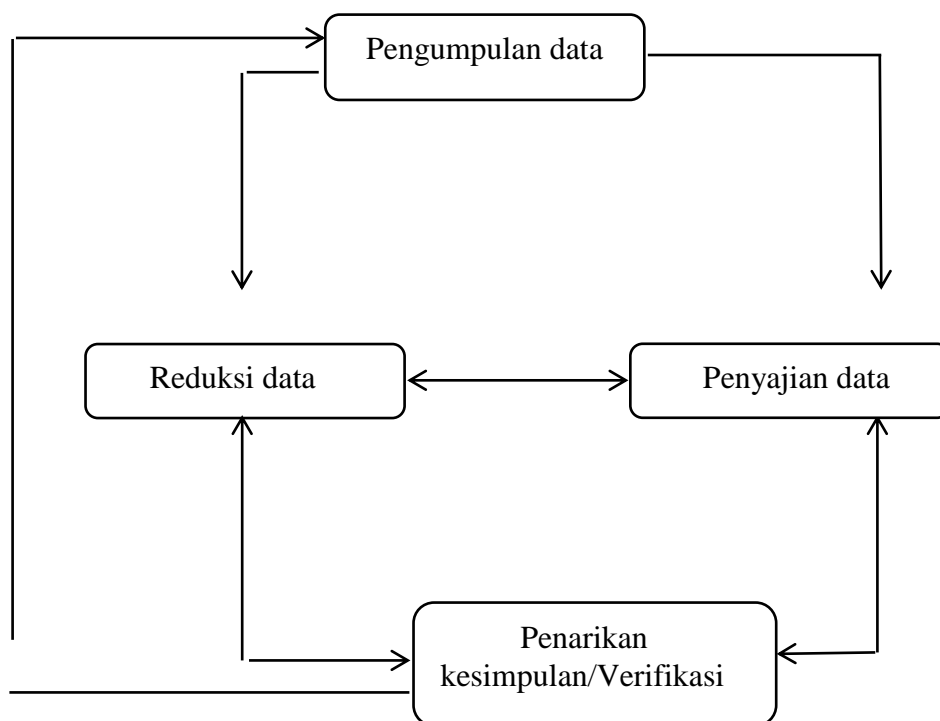 Pengumpulan data
Reduksi data
Penyajian data
Penarikan
kesimpulan/Verifikasi